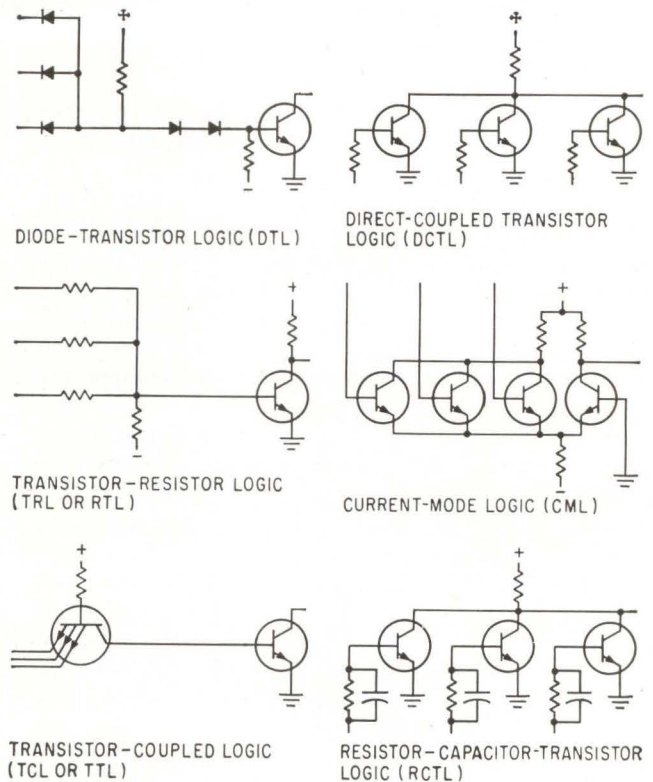 DIODE-TRANSISTOR LOGIC (DTL)
DIRECT-COUPLED TRANSISTOR
LOGIC (DCTL)
TRANSISTOR-RESISTOR LOGIC
(TRL OR RTL)
CURRENT-MODE LOGIC (CML)
TRANSISTOR-COUPLED LOGIC
(TCL OR TTL)
RESISTOR-CAPACITOR-TRANSISTOR
LOGIC (RCTL)